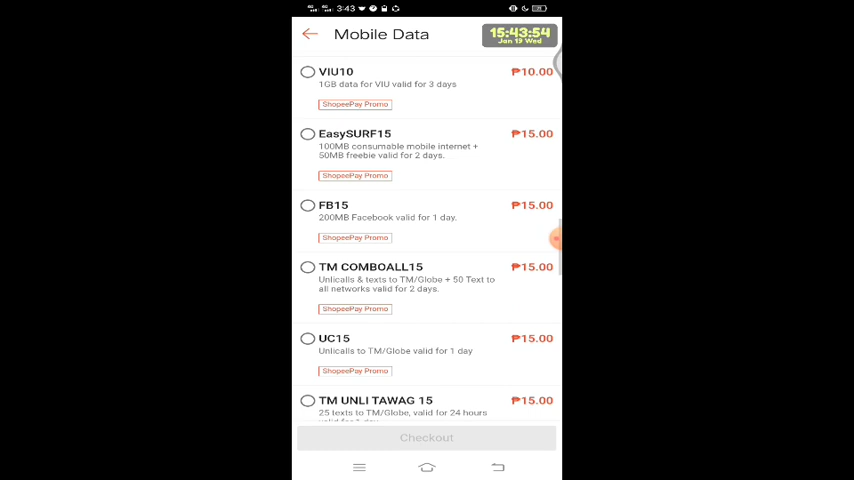 3:43
Mobile Data
15:43:54
Jan 19 Wed
VIU10
₱10.00
1GB data for VIU valid for 3 days
ShopeePay Promo
EasySURF15
₱15.00
100MB consumable mobile internet +
50MB freebie valid for 2 days.
ShopeePay Promo
FB15
₱15.00
200MB Facebook valid for 1 day.
ShopeePay Promo
TM COMBOALL15
₱15.00
Unlicalls & texts to TM/Globe + 50 Text to
all networks valid for 2 days.
ShopeePay Promo
UC15
₱15.00
Unlicalls to TM/Globe valid for 1 day
ShopeePay Promo
TM UNLI TAWAG 15
₱15.00
25 texts to TM/Globe, valid for 24 hours
valid for 1 day
Checkout